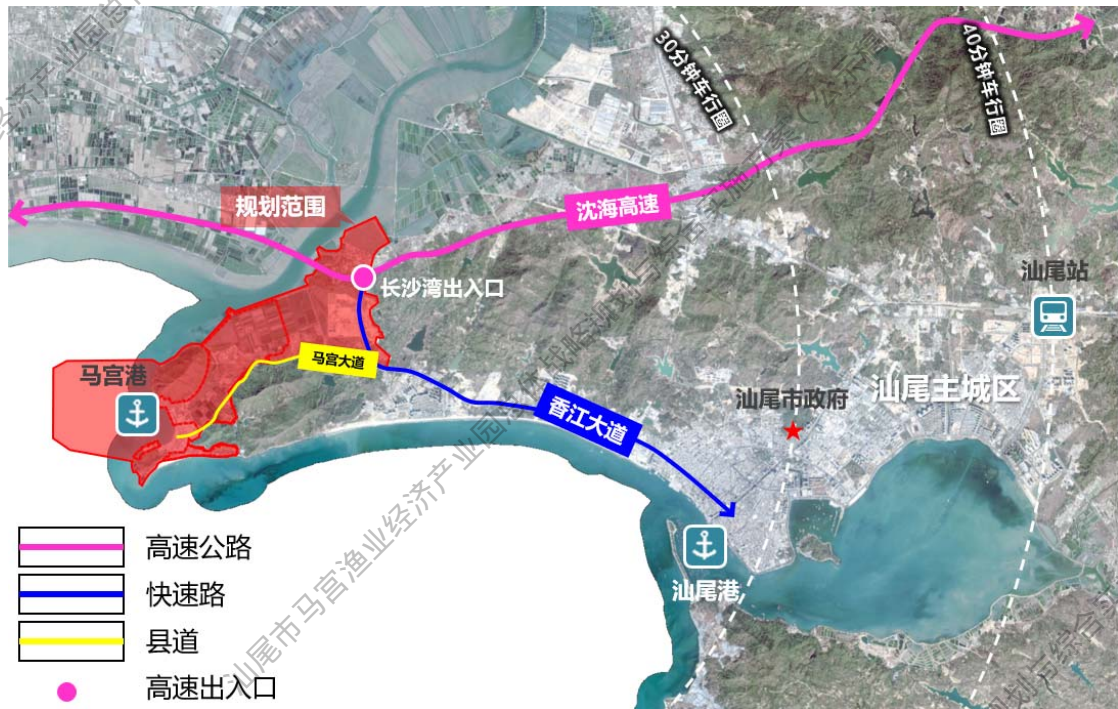 30分钟车行圈
40分钟车行圈
规划范围
沈海高速
长沙湾出入口
汕尾站
马宫大道
马宫港
汕尾市政府
汕尾主城区
香江大道
汕尾港
高速公路
快速路
县道
高速出入口
汕尾市马宫渔业经济产业园